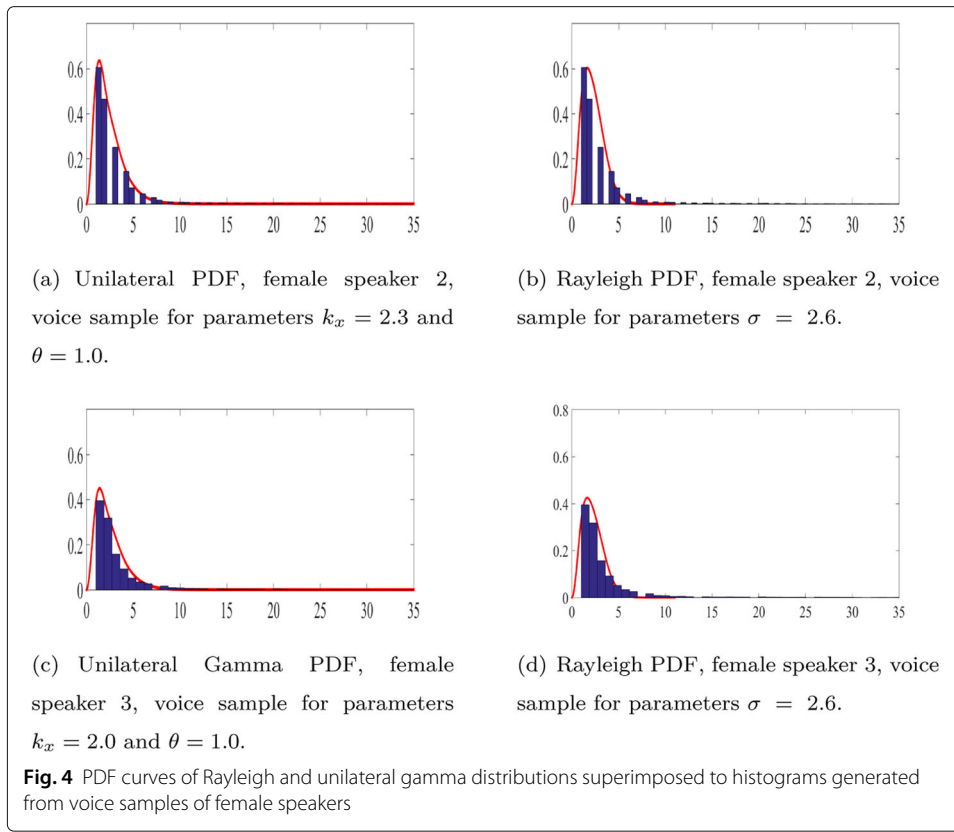 0.6
0.4
0.2
0
0 5 10 15 20 25 30 35
0.6
0.4
0.2
0
0 5 10 15 20 25 30 35
(a) Unilateral PDF, female speaker 2,
voice sample for parameters kₓ = 2.3 and
θ = 1.0.
(b) Rayleigh PDF, female speaker 2, voice
sample for parameters σ = 2.6.
0.6
0.4
0.2
0
0 5 10 15 20 25 30 35
0.8
0.6
0.4
0.2
0
0 5 10 15 20 25 30 35
(c) Unilateral Gamma PDF, female
speaker 3, voice sample for parameters
kₓ = 2.0 and θ = 1.0.
(d) Rayleigh PDF, female speaker 3, voice
sample for parameters σ = 2.6.
Fig. 4 PDF curves of Rayleigh and unilateral gamma distributions superimposed to histograms generated
from voice samples of female speakers